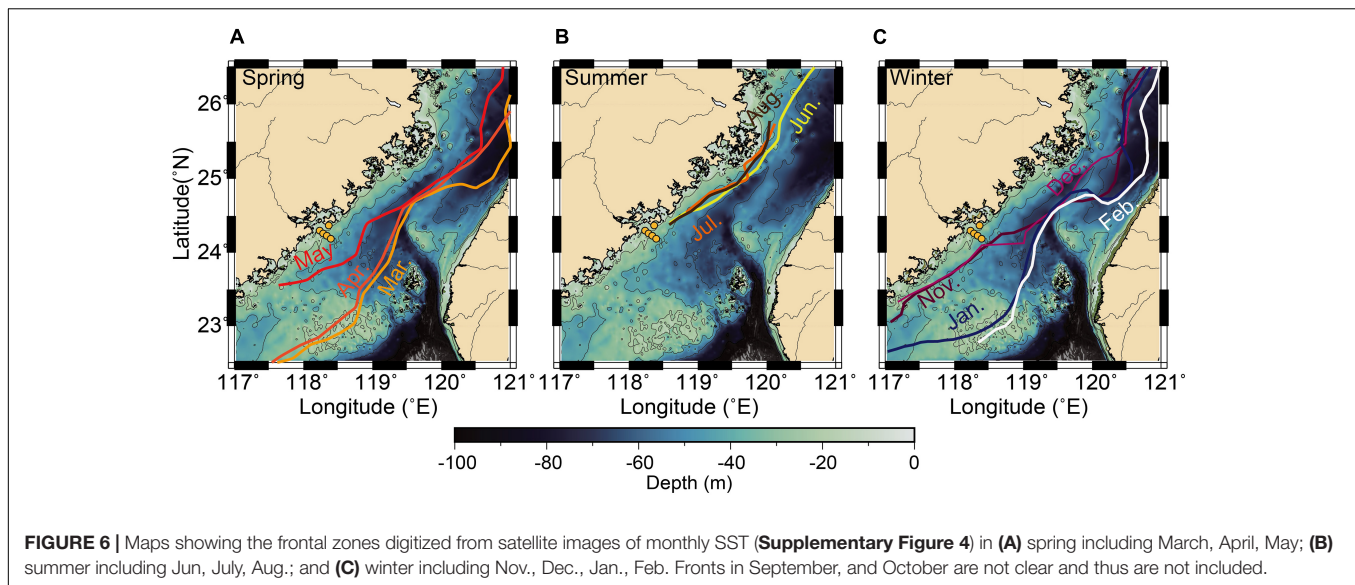 A
B
C
Spring
Summer
Winter
26˚
25˚
24˚
23˚
Latitude(˚N)
May
Apr.
Mar.
Aug.
Jun.
Jul.
Dec.
Feb.
Nov.
Jan.
117˚ 118˚ 119˚ 120˚ 121˚
117˚ 118˚ 119˚ 120˚ 121˚
117˚ 118˚ 119˚ 120˚ 121˚
Longitude (˚E)
Longitude (˚E)
Longitude (˚E)
-100 -80 -60 -40 -20 0
Depth (m)
FIGURE 6 | Maps showing the frontal zones digitized from satellite images of monthly SST (Supplementary Figure 4) in (A) spring including March, April, May; (B)
summer including Jun, July, Aug.; and (C) winter including Nov., Dec., Jan., Feb. Fronts in September, and October are not clear and thus are not included.